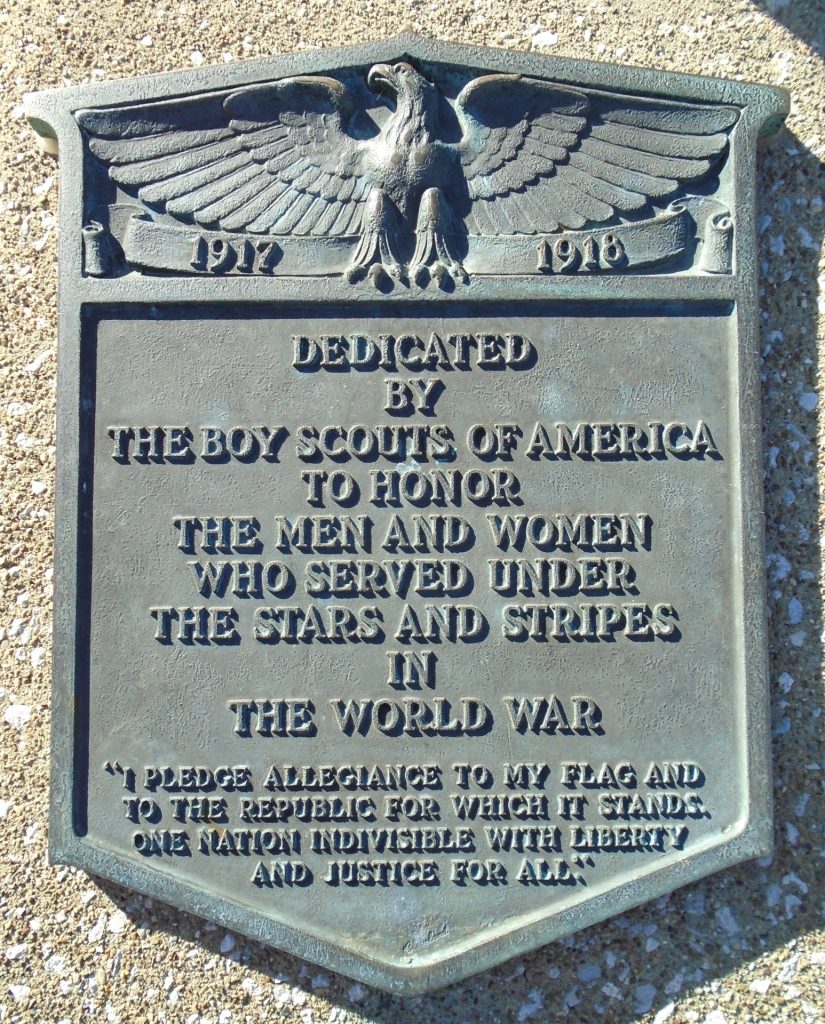 1917 1918
DEDICATED
BY
THE BOY SCOUTS OF AMERICA
TO HONOR
THE MEN AND WOMEN
WHO SERVED UNDER
THE STARS AND STRIPES
IN
THE WORLD WAR
"I PLEDGE ALLEGIANCE TO MY FLAG AND
TO THE REPUBLIC FOR WHICH IT STANDS.
ONE NATION INDIVISIBLE WITH LIBERTY
AND JUSTICE FOR ALL."